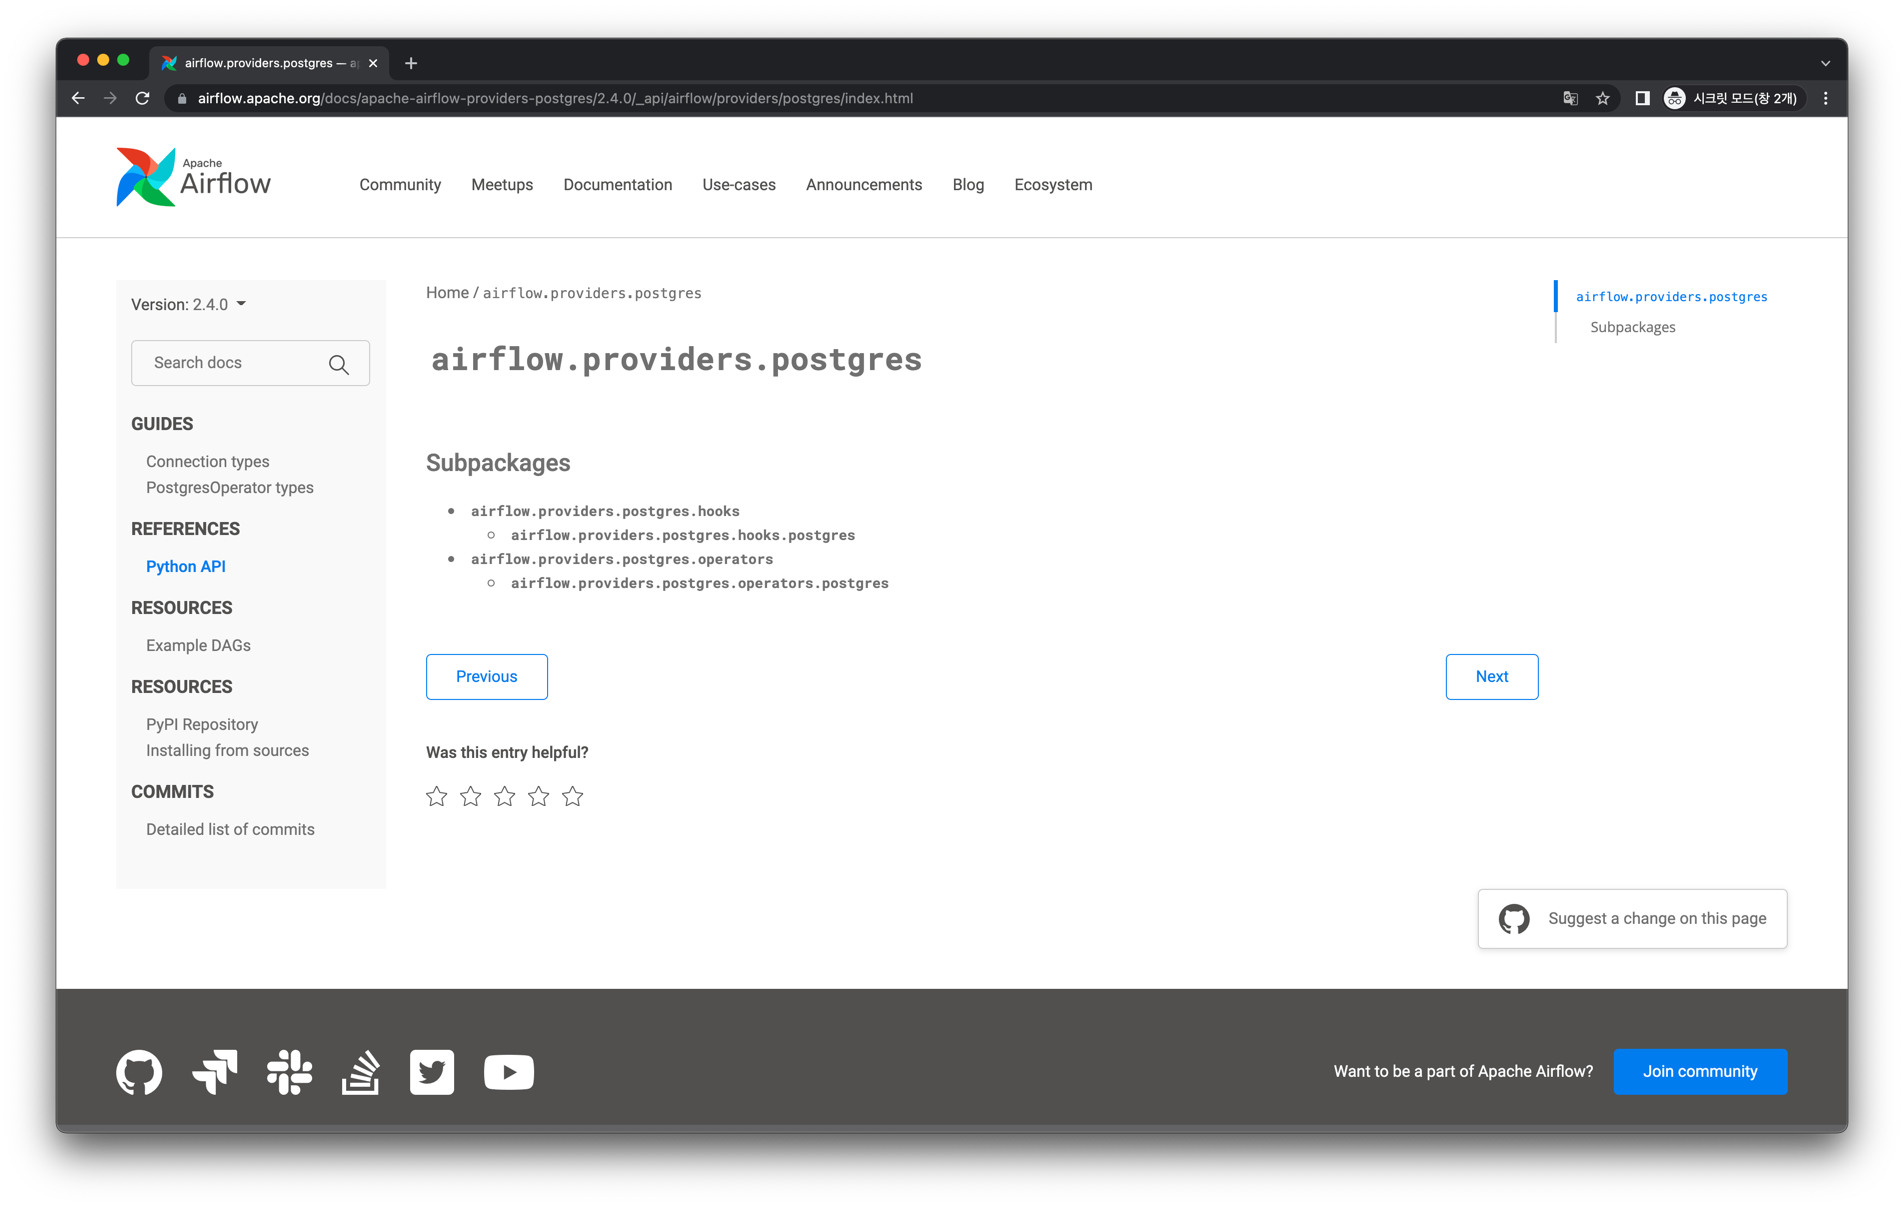 airflow.providers.postgres — a
airflow.apache.org/docs/apache-airflow-providers-postgres/2.4.0/_api/airflow/providers/postgres/index.html
시크릿 모드(창 2개)
Apache
Airflow
Community
Meetups
Documentation
Use-cases
Announcements
Blog
Ecosystem
Version: 2.4.0
Search docs
GUIDES
Connection types
PostgresOperator types
REFERENCES
Python API
RESOURCES
Example DAGs
RESOURCES
PyPI Repository
Installing from sources
COMMITS
Detailed list of commits
Home / airflow.providers.postgres
airflow.providers.postgres
Subpackages
airflow.providers.postgres.hooks
airflow.providers.postgres.hooks.postgres
airflow.providers.postgres.operators
airflow.providers.postgres.operators.postgres
Previous
Next
Was this entry helpful?
airflow.providers.postgres
Subpackages
Suggest a change on this page
Want to be a part of Apache Airflow?
Join community